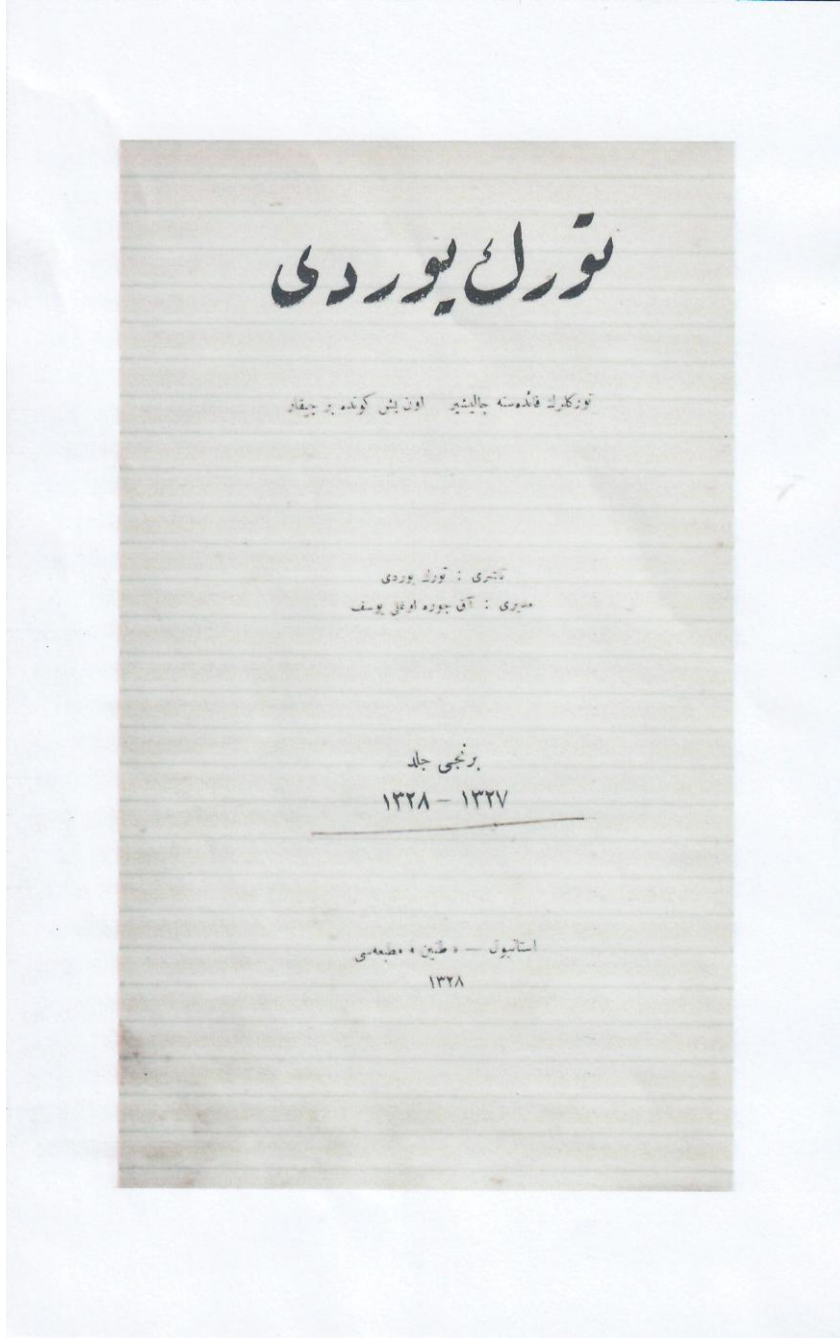 تورك يوردى
توركلرك فائده‌سنه چاليشير اون بش كونده بر چيقار
ناشرى : تورك يوردى
مديرى : آق چوره اوغلى يوسف
برنجى جلد
١٣٢٧ – ١٣٢٨
استانبول — « طنين » مطبعه‌سى
١٣٢٨